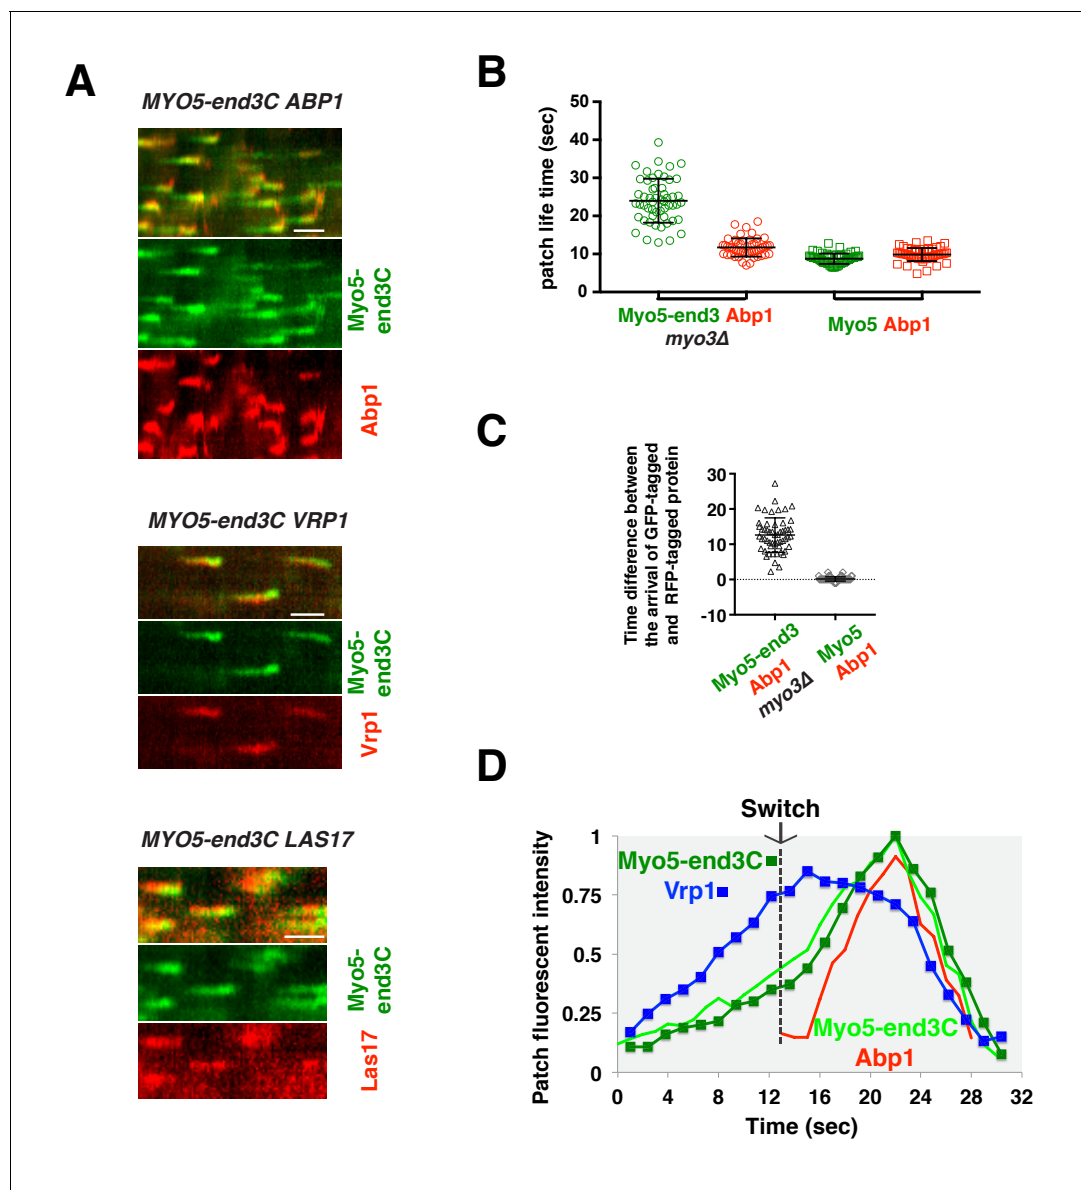 A
MYO5-end3C ABP1
Myo5-
end3C
Abp1
MYO5-end3C VRP1
Myo5-
end3C
Vrp1
MYO5-end3C LAS17
Myo5-
end3C
Las17
B
patch life time (sec)
50
40
30
20
10
0
Myo5-end3 Abp1
myo3Δ
Myo5 Abp1
C
Time difference between
the arrival of GFP-tagged
and RFP-tagged protein
30
20
10
0
-10
Myo5-end3
Abp1
myo3Δ
Myo5
Abp1
D
Switch
Patch fluorescent intensity
1
0.75
0.5
0.25
0
Myo5-end3C
Vrp1
Myo5-end3C
Abp1
0 4 8 12 16 20 24 28 32
Time (sec)